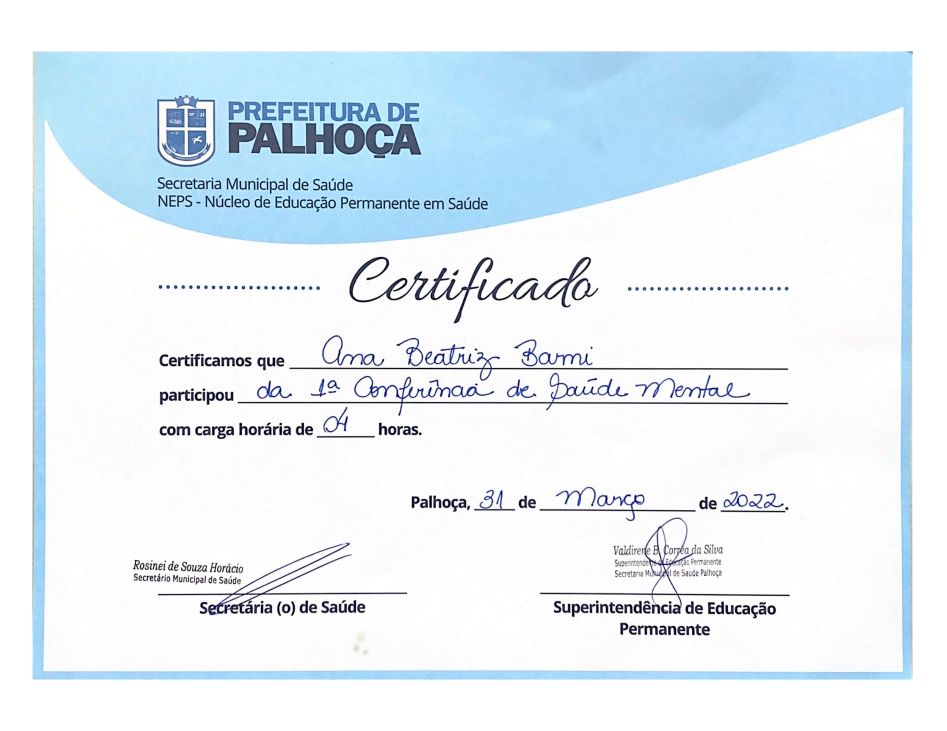 PREFEITURA DE
PALHOÇA
Secretaria Municipal de Saúde
NEPS - Núcleo de Educação Permanente em Saúde
Certificado
Certificamos que Ana Beatriz Barni
participou da 1ª Conferência de Saúde Mental
com carga horária de 04 horas.
Palhoça, 31 de Março de 2022.
Rosinei de Souza Horácio
Secretário Municipal de Saúde
Secretária (o) de Saúde
Valdirene B. Corrêa da Silva
Superintendente de Educação Permanente
Secretaria Municipal de Saúde Palhoça
Superintendência de Educação
Permanente